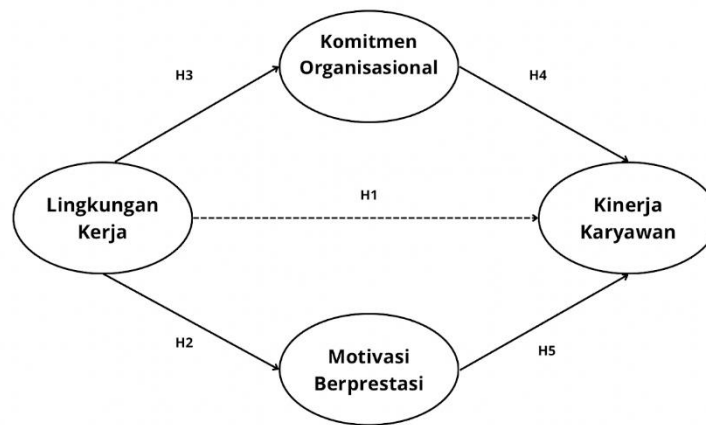 Komitmen
Organisasional
H3
H4
H1
Lingkungan
Kerja
Kinerja
Karyawan
H2
H5
Motivasi
Berprestasi